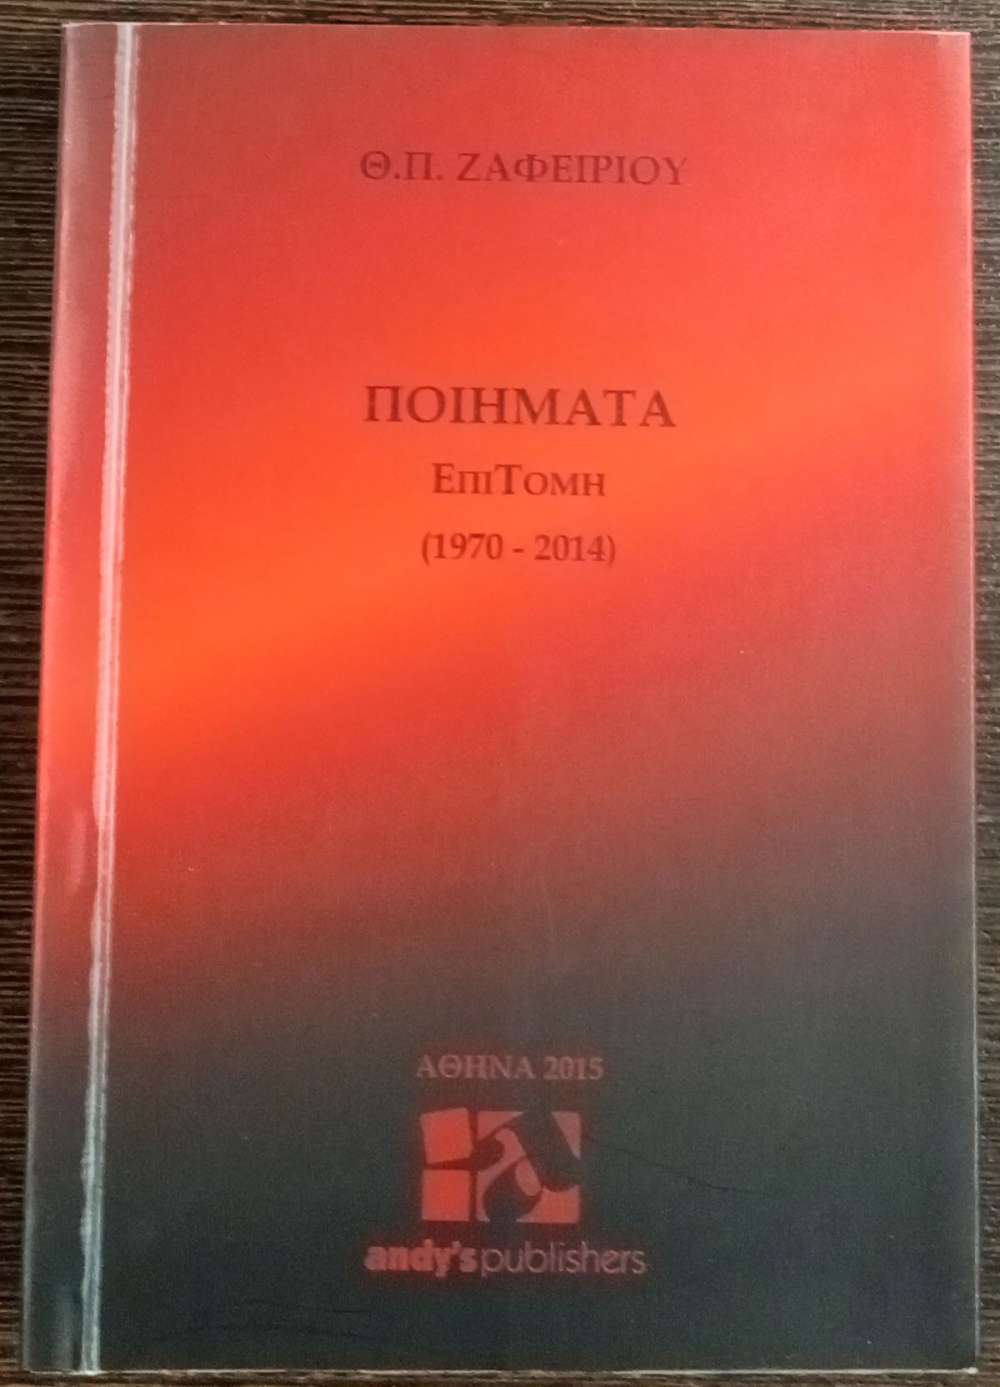 Θ.Π. ΖΑΦΕΙΡΙΟΥ
ΠΟΙΗΜΑΤΑ
ΕΠΙΤΟΜΗ
(1970 - 2014)
ΑΘΗΝΑ 2015
andy's publishers